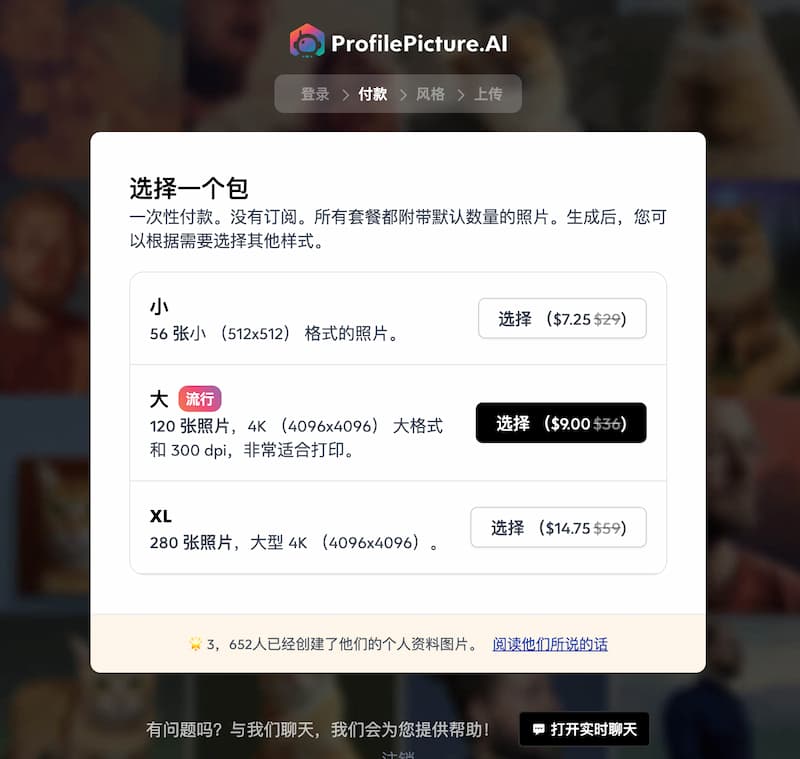 ProfilePicture.AI
登录 > 付款 > 风格 > 上传
选择一个包
一次性付款。没有订阅。所有套餐都附带默认数量的照片。生成后，您可
以根据需要选择其他样式。
小
56 张小 （512x512） 格式的照片。
选择 （$7.25 $29）
大 流行
120 张照片，4K （4096x4096） 大格式
和 300 dpi，非常适合打印。
选择 （$9.00 $36）
XL
280 张照片，大型 4K （4096x4096） 。
选择 （$14.75 $59）
3，652人已经创建了他们的个人资料图片。 阅读他们所说的话
有问题吗？与我们聊天，我们会为您提供帮助！ 打开实时聊天
注销